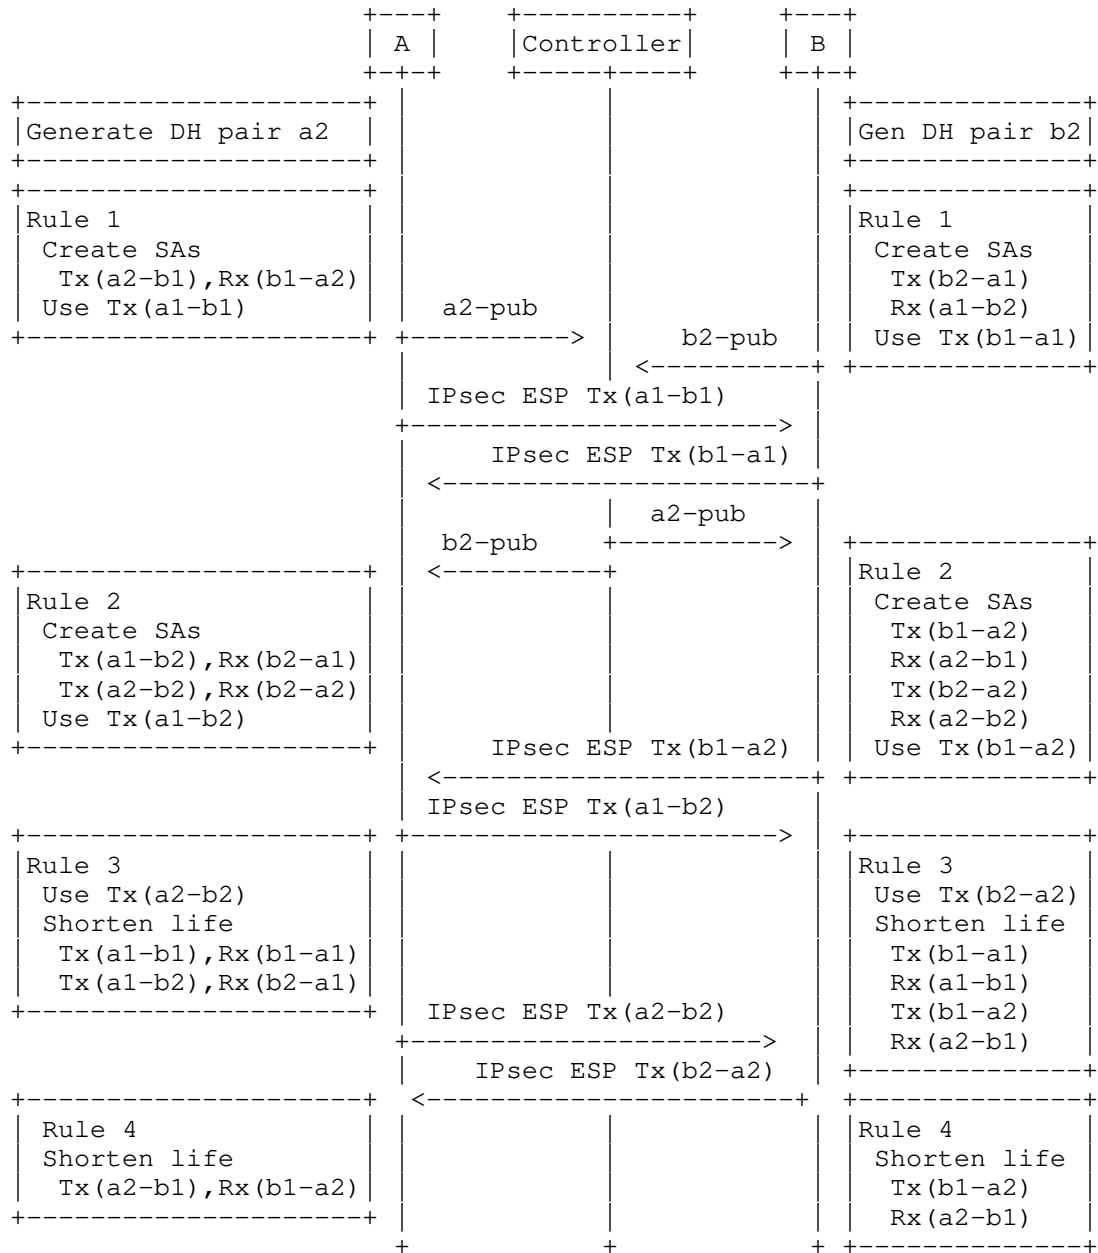 A Controller B
Generate DH pair a2 Gen DH pair b2
Rule 1 Rule 1
Create SAs Create SAs
Tx(a2-b1),Rx(b1-a2) Tx(b2-a1)
Use Tx(a1-b1) a2-pub Rx(a1-b2)
b2-pub Use Tx(b1-a1)
IPsec ESP Tx(a1-b1)
IPsec ESP Tx(b1-a1)
a2-pub
b2-pub
Rule 2
Rule 2 Create SAs
Create SAs Tx(b1-a2)
Tx(a1-b2),Rx(b2-a1) Rx(a2-b1)
Tx(a2-b2),Rx(b2-a2) Tx(b2-a2)
Use Tx(a1-b2) Rx(a2-b2)
IPsec ESP Tx(b1-a2) Use Tx(b1-a2)
IPsec ESP Tx(a1-b2)
Rule 3 Rule 3
Use Tx(a2-b2) Use Tx(b2-a2)
Shorten life Shorten life
Tx(a1-b1),Rx(b1-a1) Tx(b1-a1)
Tx(a1-b2),Rx(b2-a1) Rx(a1-b1)
IPsec ESP Tx(a2-b2) Tx(b1-a2)
Rx(a2-b1)
IPsec ESP Tx(b2-a2)
Rule 4 Rule 4
Shorten life Shorten life
Tx(a2-b1),Rx(b1-a2) Tx(b1-a2)
Rx(a2-b1)